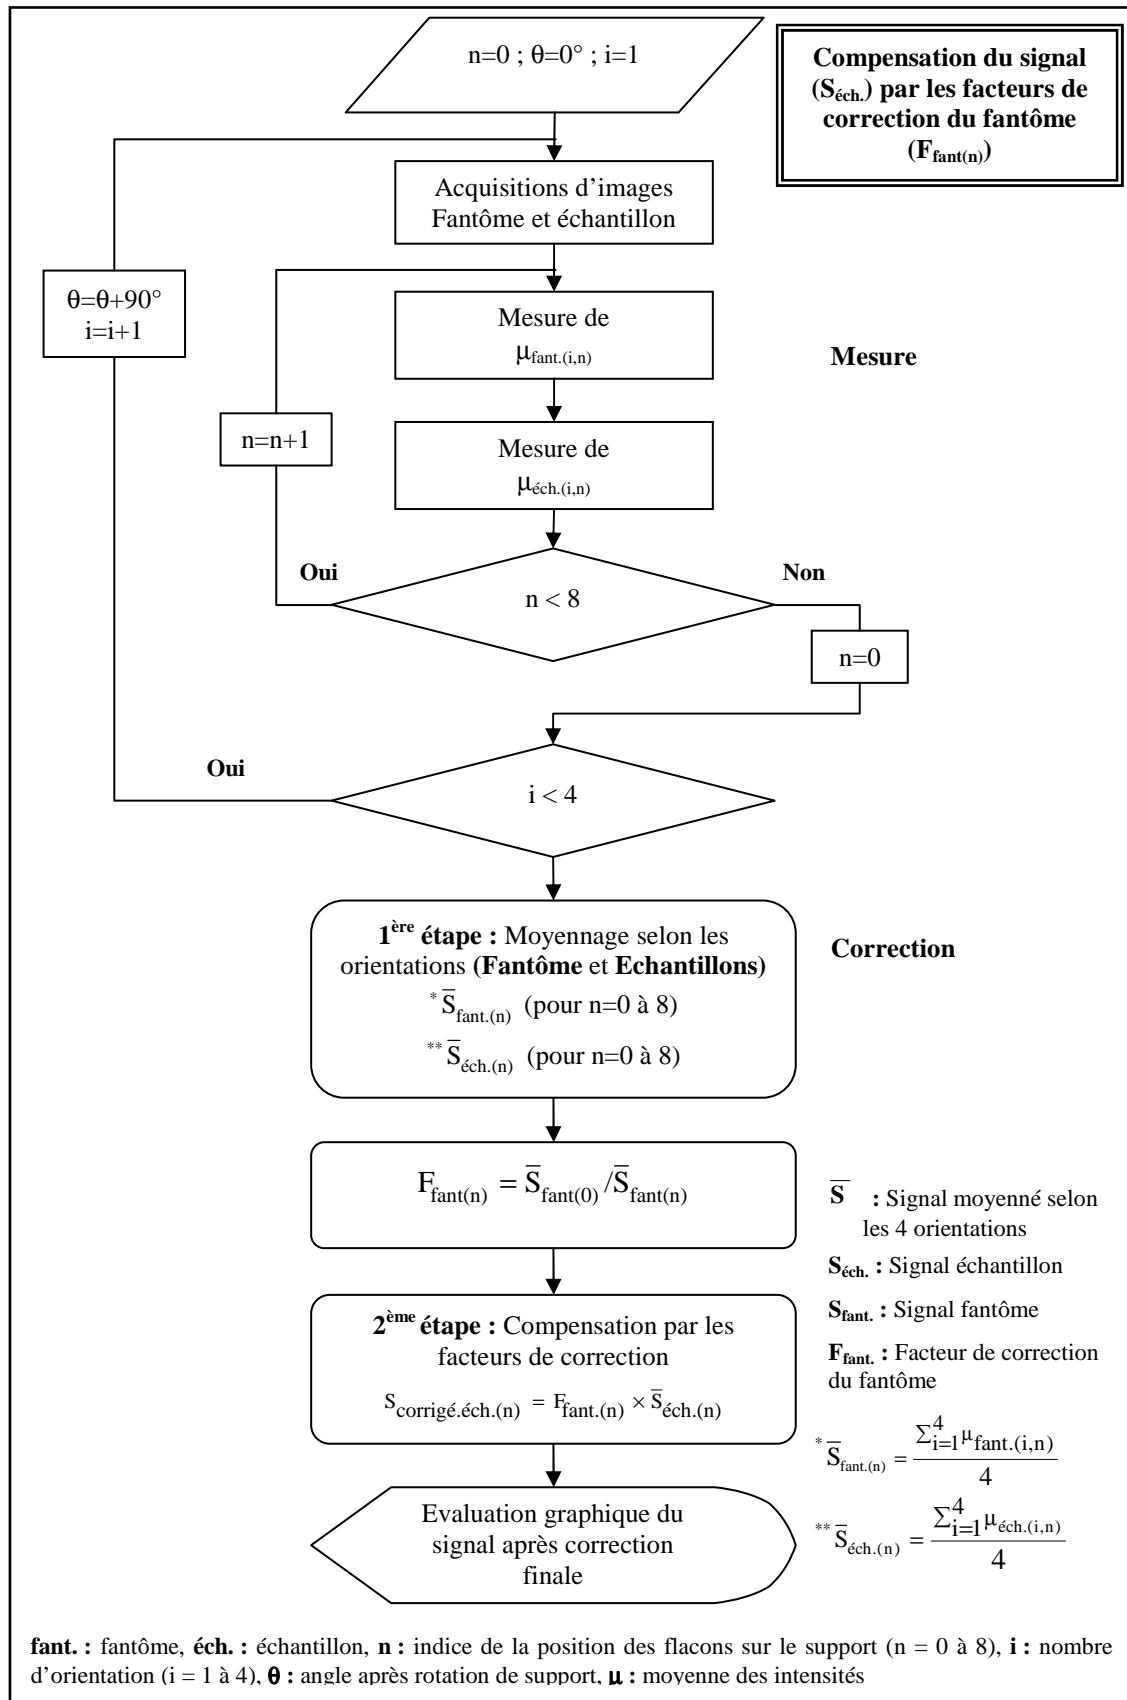 n=0 ; θ=0° ; i=1
Compensation du signal
(Séch.) par les facteurs de
correction du fantôme
(Ffant(n))
Acquisitions d’images
Fantôme et échantillon
θ=θ+90°
i=i+1
Mesure de
μfant.(i,n)
Mesure
n=n+1
Mesure de
μéch.(i,n)
Oui
Non
n < 8
n=0
Oui
i < 4
1ère étape : Moyennage selon les
orientations (Fantôme et Echantillons)
* S̅fant.(n) (pour n=0 à 8)
** S̅éch.(n) (pour n=0 à 8)
Correction
Ffant(n) = S̅fant(0) /S̅fant(n)
S̅ : Signal moyenné selon
les 4 orientations
Séch. : Signal échantillon
Sfant. : Signal fantôme
Ffant. : Facteur de correction
du fantôme
2ème étape : Compensation par les
facteurs de correction
Scorrigé.éch.(n) = Ffant.(n) × S̅éch.(n)
* S̅fant.(n) = ∑i=1^4 μfant.(i,n) / 4
** S̅éch.(n) = ∑i=1^4 μéch.(i,n) / 4
Evaluation graphique du
signal après correction
finale
fant. : fantôme, éch. : échantillon, n : indice de la position des flacons sur le support (n = 0 à 8), i : nombre
d’orientation (i = 1 à 4), θ : angle après rotation de support, μ : moyenne des intensités